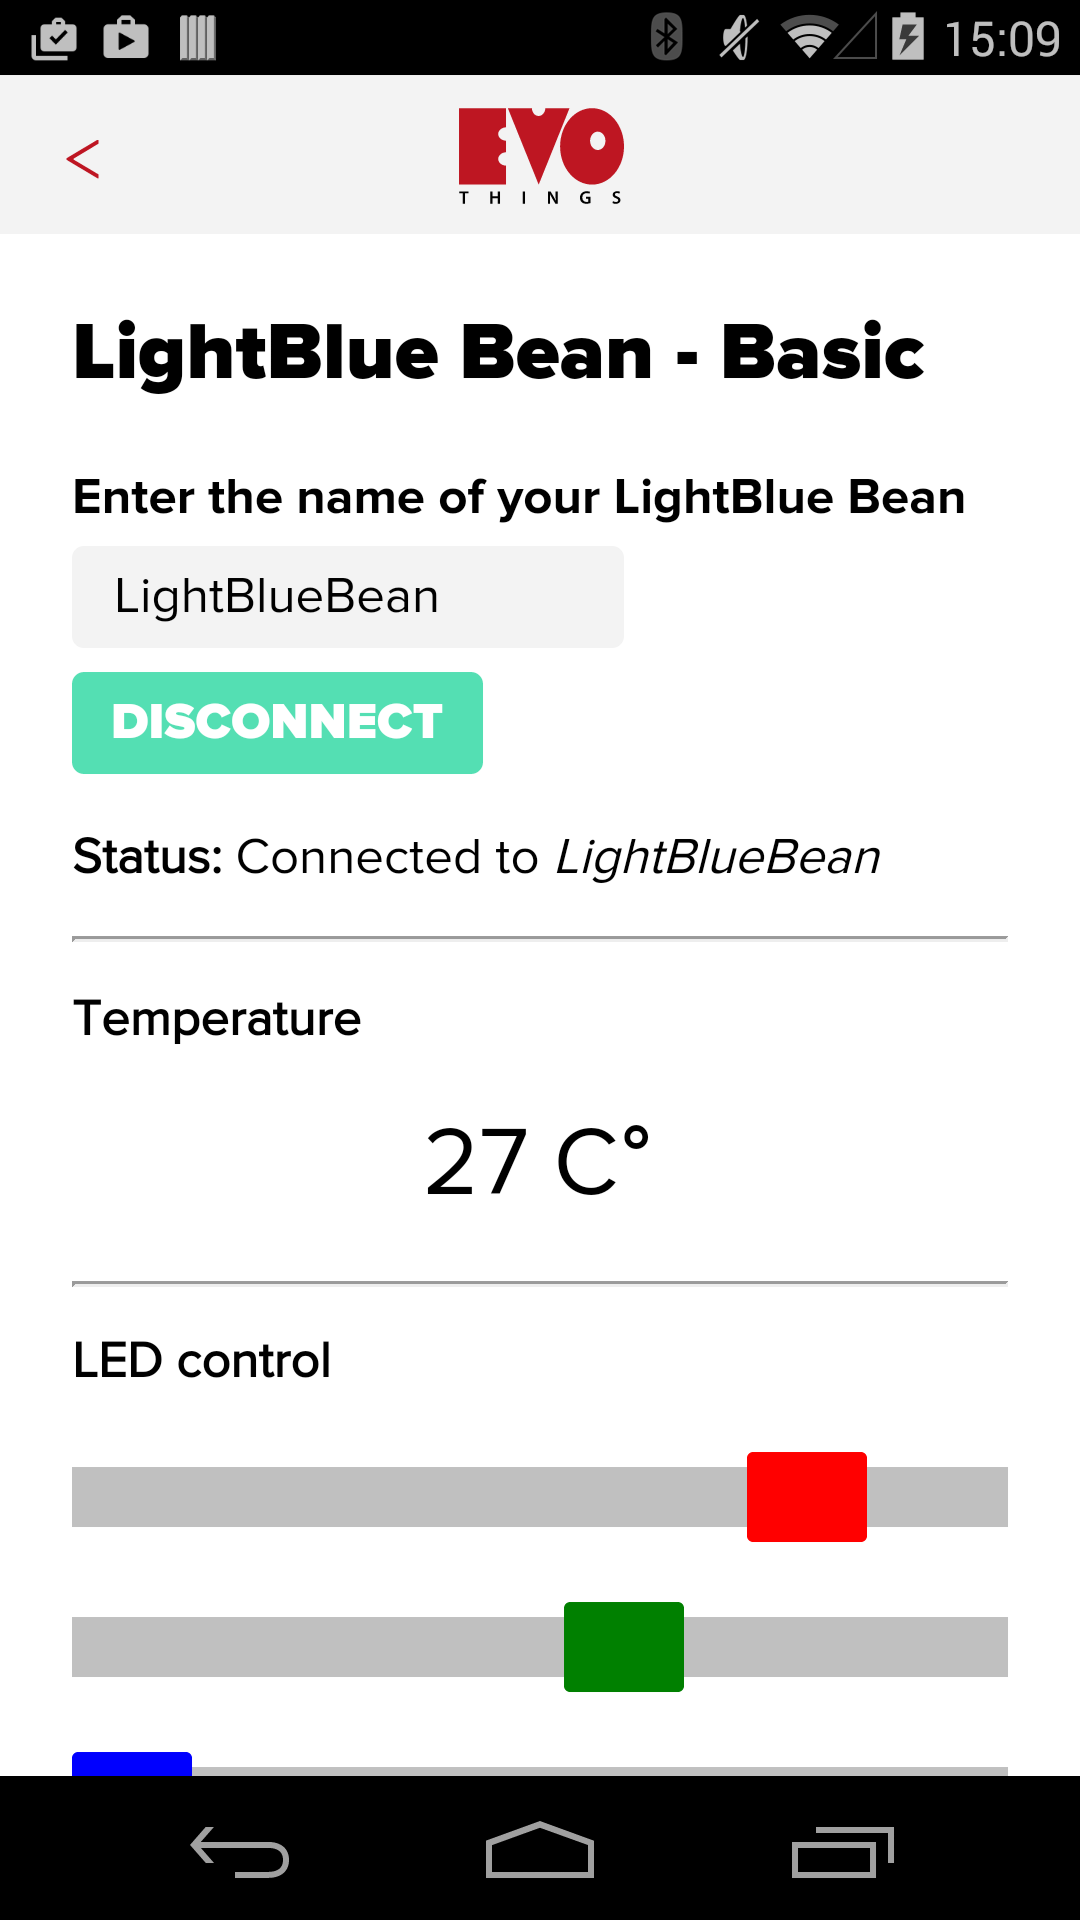 15:09
<
EVO
THINGS
LightBlue Bean - Basic
Enter the name of your LightBlue Bean
LightBlueBean
DISCONNECT
Status: Connected to LightBlueBean
Temperature
27 C°
LED control